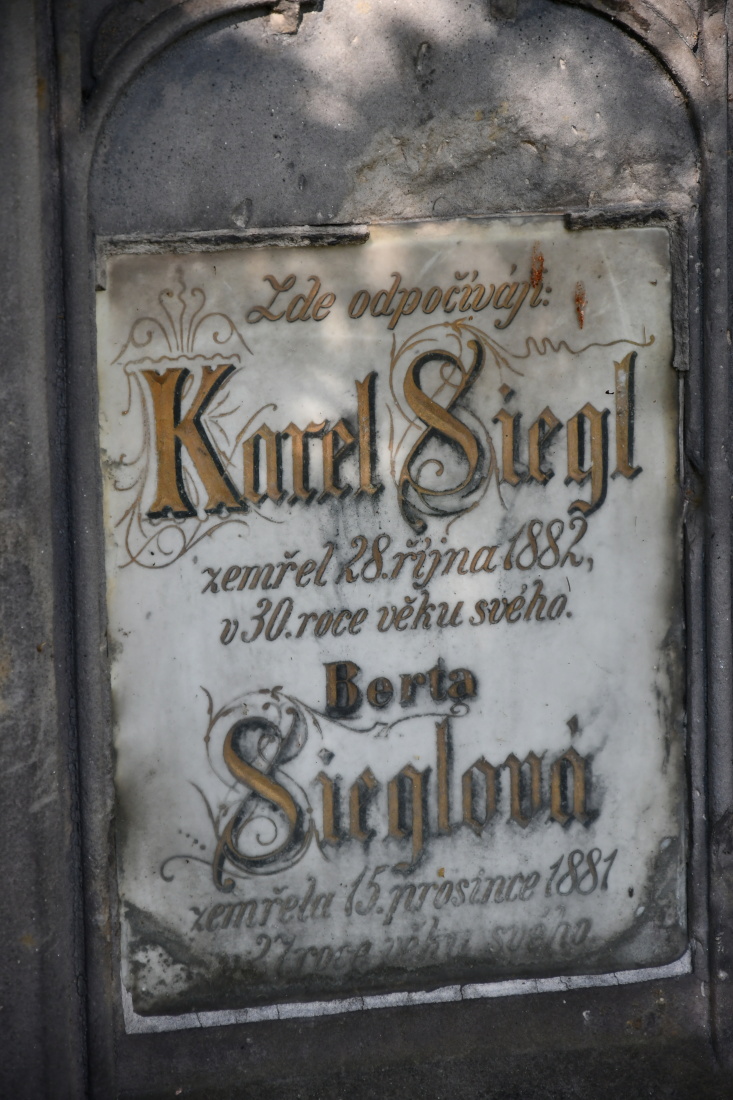 Zde odpočívají:
Karel Siegl
zemřel 28. října 1882,
v 30. roce věku svého.
Berta
Sieglová
zemřela 15. prosince 1881
v 27 roce věku svého